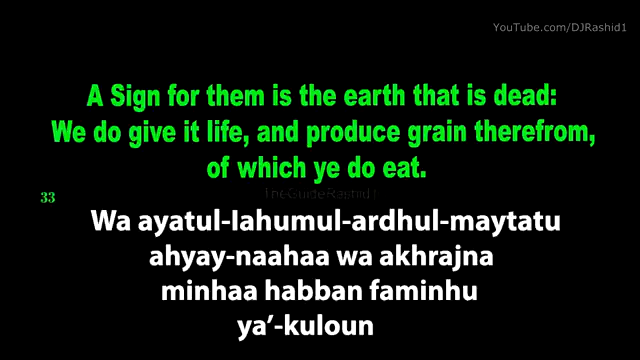 YouTube.com/DJRashid1
A Sign for them is the earth that is dead:
We do give it life, and produce grain therefrom,
of which ye do eat.
TheGuideRashid1
33
Wa ayatul-lahumul-ardhul-maytatu
ahyay-naahaa wa akhrajna
minhaa habban faminhu
ya’-kuloun